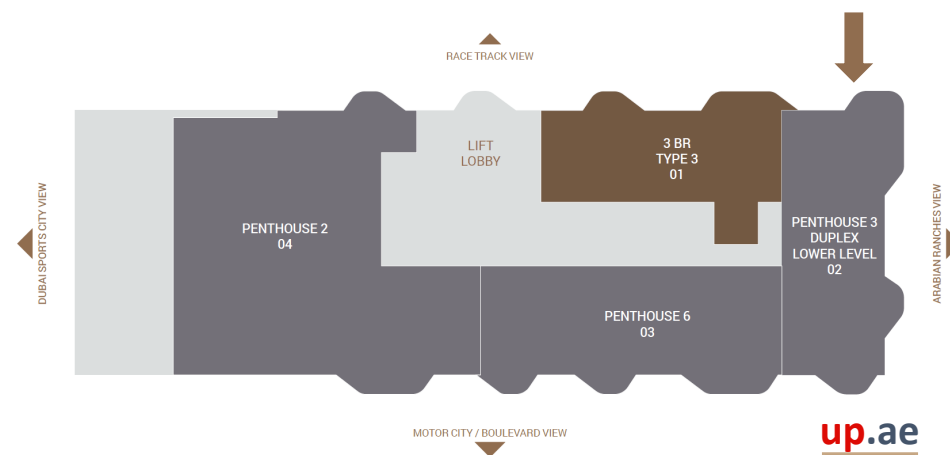 RACE TRACK VIEW
LIFT
LOBBY
3 BR
TYPE 3
01
DUBAI SPORTS CITY VIEW
PENTHOUSE 2
04
PENTHOUSE 3
DUPLEX
LOWER LEVEL
02
ARABIAN RANCHES VIEW
PENTHOUSE 6
03
MOTOR CITY / BOULEVARD VIEW
up.ae